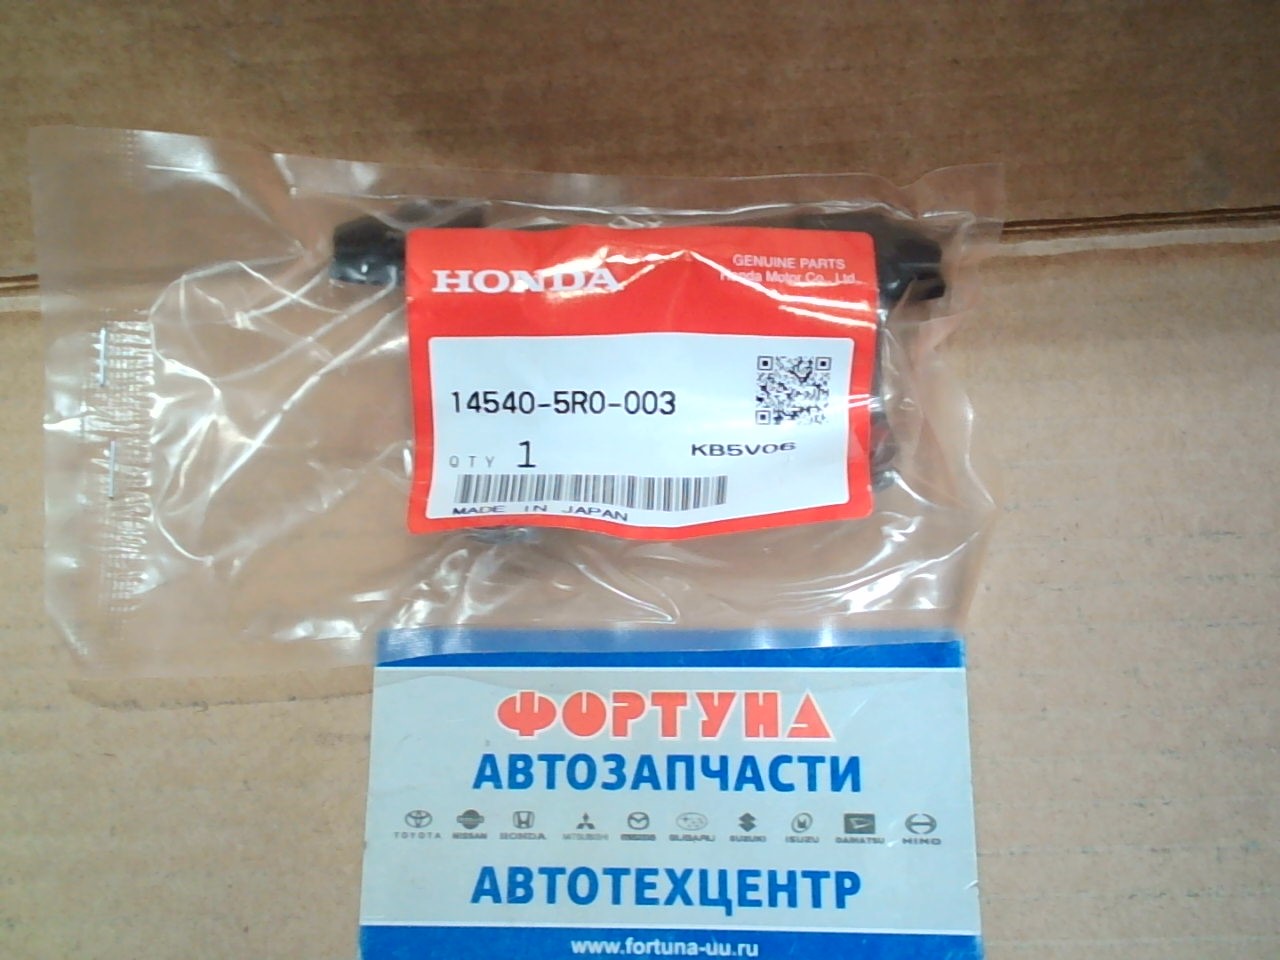 HONDA
GENUINE PARTS
Honda Motor Co., Ltd.
14540-5R0-003
QTY 1
KB5V06
MADE IN JAPAN
ФОРТУНА
АВТОЗАПЧАСТИ
TOYOTA NISSAN HONDA MITSUBISHI MAZDA SUBARU SUZUKI ISUZU DAIHATSU HINO
АВТОТЕХЦЕНТР
www.fortuna-uu.ru